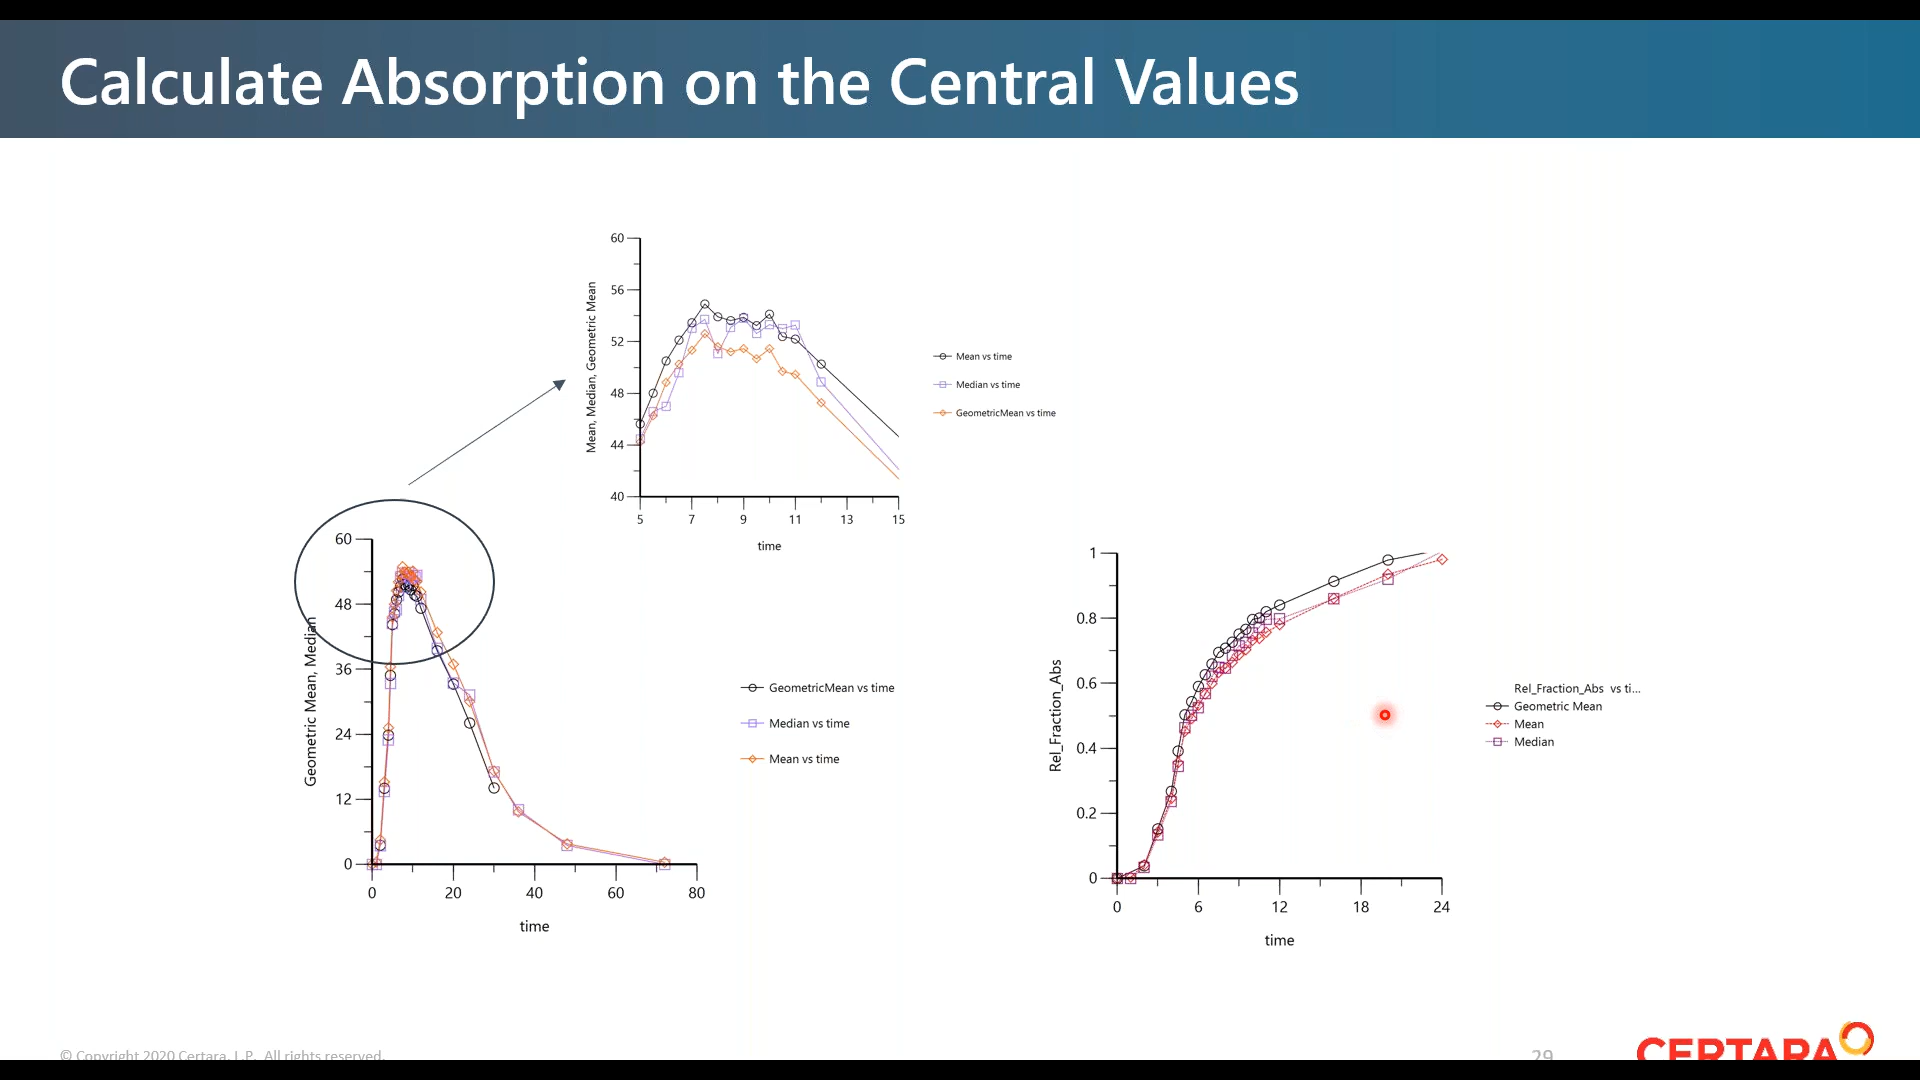 Calculate Absorption on the Central Values
60
56
52
48
44
40
Mean, Median, Geometric Mean
5 7 9 11 13 15
time
Mean vs time
Median vs time
GeometricMean vs time
60
48
36
24
12
0
Geometric Mean, Median
0 20 40 60 80
time
GeometricMean vs time
Median vs time
Mean vs time
1
0.8
0.6
0.4
0.2
0
Rel_Fraction_Abs
0 6 12 18 24
time
Rel_Fraction_Abs vs ti...
Geometric Mean
Mean
Median
© Copyright 2020 Certara, L.P. All rights reserved.
29
CERTARA